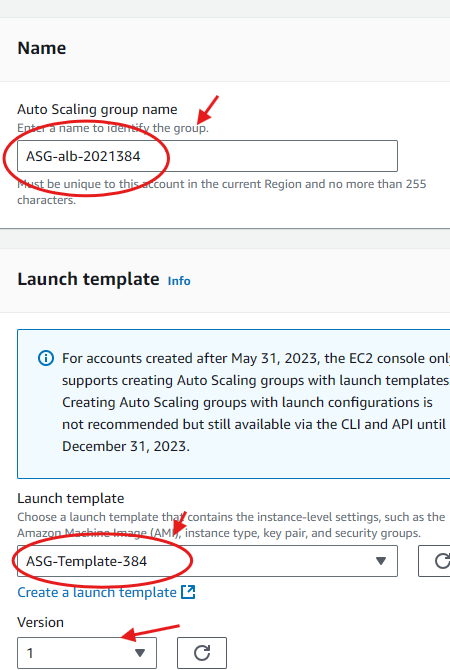 Name
Auto Scaling group name
Enter a name to identify the group.
ASG-alb-2021384
Must be unique to this account in the current Region and no more than 255
characters.
Launch template Info
For accounts created after May 31, 2023, the EC2 console only
supports creating Auto Scaling groups with launch templates
Creating Auto Scaling groups with launch configurations is
not recommended but still available via the CLI and API until
December 31, 2023.
Launch template
Choose a launch template that contains the instance-level settings, such as the
Amazon Machine Image (AMI), instance type, key pair, and security groups.
ASG-Template-384
Create a launch template
Version
1